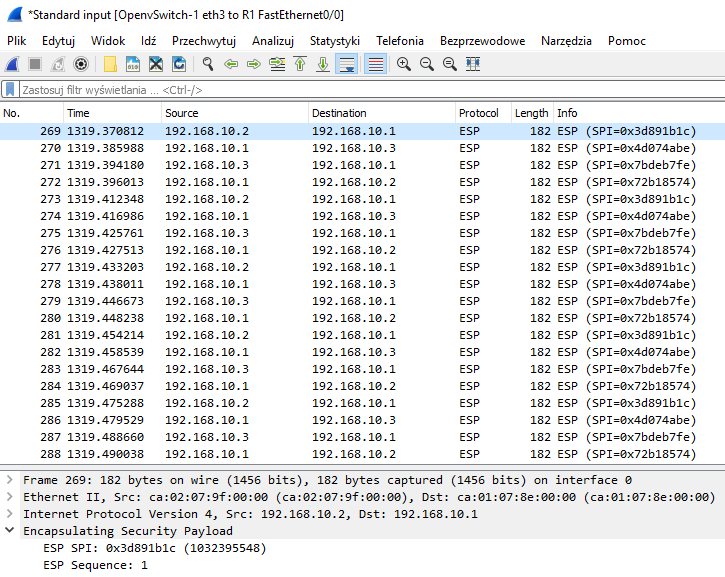 *Standard input [OpenvSwitch-1 eth3 to R1 FastEthernet0/0]
Plik Edytuj Widok Idź Przechwytuj Analizuj Statystyki Telefonia Bezprzewodowe Narzędzia Pomoc
Zastosuj filtr wyświetlania … <Ctrl-/>
No. Time Source Destination Protocol Length Info
269 1319.370812 192.168.10.2 192.168.10.1 ESP 182 ESP (SPI=0x3d891b1c)
270 1319.385988 192.168.10.1 192.168.10.3 ESP 182 ESP (SPI=0x4d074abe)
271 1319.394180 192.168.10.3 192.168.10.1 ESP 182 ESP (SPI=0x7bdeb7fe)
272 1319.396013 192.168.10.1 192.168.10.2 ESP 182 ESP (SPI=0x72b18574)
273 1319.412348 192.168.10.2 192.168.10.1 ESP 182 ESP (SPI=0x3d891b1c)
274 1319.416986 192.168.10.1 192.168.10.3 ESP 182 ESP (SPI=0x4d074abe)
275 1319.425761 192.168.10.3 192.168.10.1 ESP 182 ESP (SPI=0x7bdeb7fe)
276 1319.427513 192.168.10.1 192.168.10.2 ESP 182 ESP (SPI=0x72b18574)
277 1319.433203 192.168.10.2 192.168.10.1 ESP 182 ESP (SPI=0x3d891b1c)
278 1319.438011 192.168.10.1 192.168.10.3 ESP 182 ESP (SPI=0x4d074abe)
279 1319.446673 192.168.10.3 192.168.10.1 ESP 182 ESP (SPI=0x7bdeb7fe)
280 1319.448238 192.168.10.1 192.168.10.2 ESP 182 ESP (SPI=0x72b18574)
281 1319.454214 192.168.10.2 192.168.10.1 ESP 182 ESP (SPI=0x3d891b1c)
282 1319.458539 192.168.10.1 192.168.10.3 ESP 182 ESP (SPI=0x4d074abe)
283 1319.467644 192.168.10.3 192.168.10.1 ESP 182 ESP (SPI=0x7bdeb7fe)
284 1319.469037 192.168.10.1 192.168.10.2 ESP 182 ESP (SPI=0x72b18574)
285 1319.475288 192.168.10.2 192.168.10.1 ESP 182 ESP (SPI=0x3d891b1c)
286 1319.479529 192.168.10.1 192.168.10.3 ESP 182 ESP (SPI=0x4d074abe)
287 1319.488660 192.168.10.3 192.168.10.1 ESP 182 ESP (SPI=0x7bdeb7fe)
288 1319.490038 192.168.10.1 192.168.10.2 ESP 182 ESP (SPI=0x72b18574)
Frame 269: 182 bytes on wire (1456 bits), 182 bytes captured (1456 bits) on interface 0
Ethernet II, Src: ca:02:07:9f:00:00 (ca:02:07:9f:00:00), Dst: ca:01:07:8e:00:00 (ca:01:07:8e:00:00)
Internet Protocol Version 4, Src: 192.168.10.2, Dst: 192.168.10.1
Encapsulating Security Payload
ESP SPI: 0x3d891b1c (1032395548)
ESP Sequence: 1